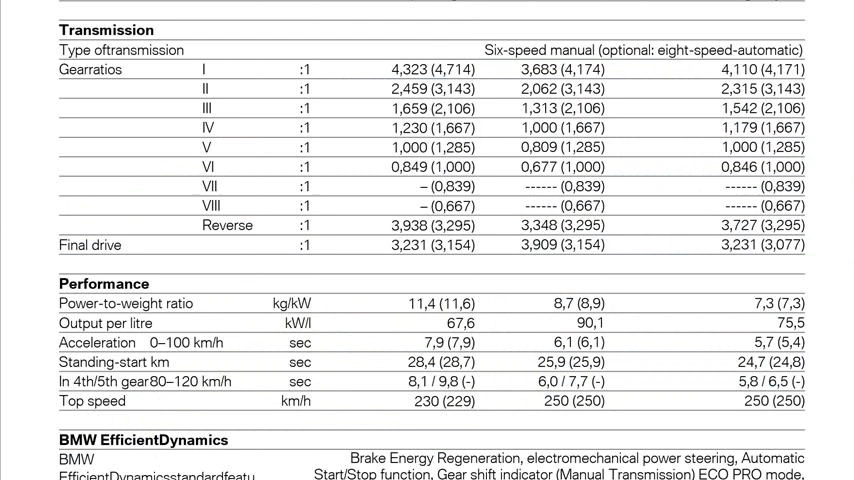 Transmission
Type oftransmission Six-speed manual (optional: eight-speed-automatic)
Gearratios I :1 4,323 (4,714) 3,683 (4,174) 4,110 (4,171)
II :1 2,459 (3,143) 2,062 (3,143) 2,315 (3,143)
III :1 1,659 (2,106) 1,313 (2,106) 1,542 (2,106)
IV :1 1,230 (1,667) 1,000 (1,667) 1,179 (1,667)
V :1 1,000 (1,285) 0,809 (1,285) 1,000 (1,285)
VI :1 0,849 (1,000) 0,677 (1,000) 0,846 (1,000)
VII :1 – (0,839) ------ (0,839) ------ (0,839)
VIII :1 – (0,667) ------ (0,667) ------ (0,667)
Reverse :1 3,938 (3,295) 3,348 (3,295) 3,727 (3,295)
Final drive :1 3,231 (3,154) 3,909 (3,154) 3,231 (3,077)
Performance
Power-to-weight ratio kg/kW 11,4 (11,6) 8,7 (8,9) 7,3 (7,3)
Output per litre kW/l 67,6 90,1 75,5
Acceleration 0–100 km/h sec 7,9 (7,9) 6,1 (6,1) 5,7 (5,4)
Standing-start km sec 28,4 (28,7) 25,9 (25,9) 24,7 (24,8)
In 4th/5th gear80–120 km/h sec 8,1 / 9,8 (-) 6,0 / 7,7 (-) 5,8 / 6,5 (-)
Top speed km/h 230 (229) 250 (250) 250 (250)
BMW EfficientDynamics
BMW Brake Energy Regeneration, electromechanical power steering, Automatic
EfficientDynamicsstandardfeatu Start/Stop function, Gear shift indicator (Manual Transmission) ECO PRO mode,